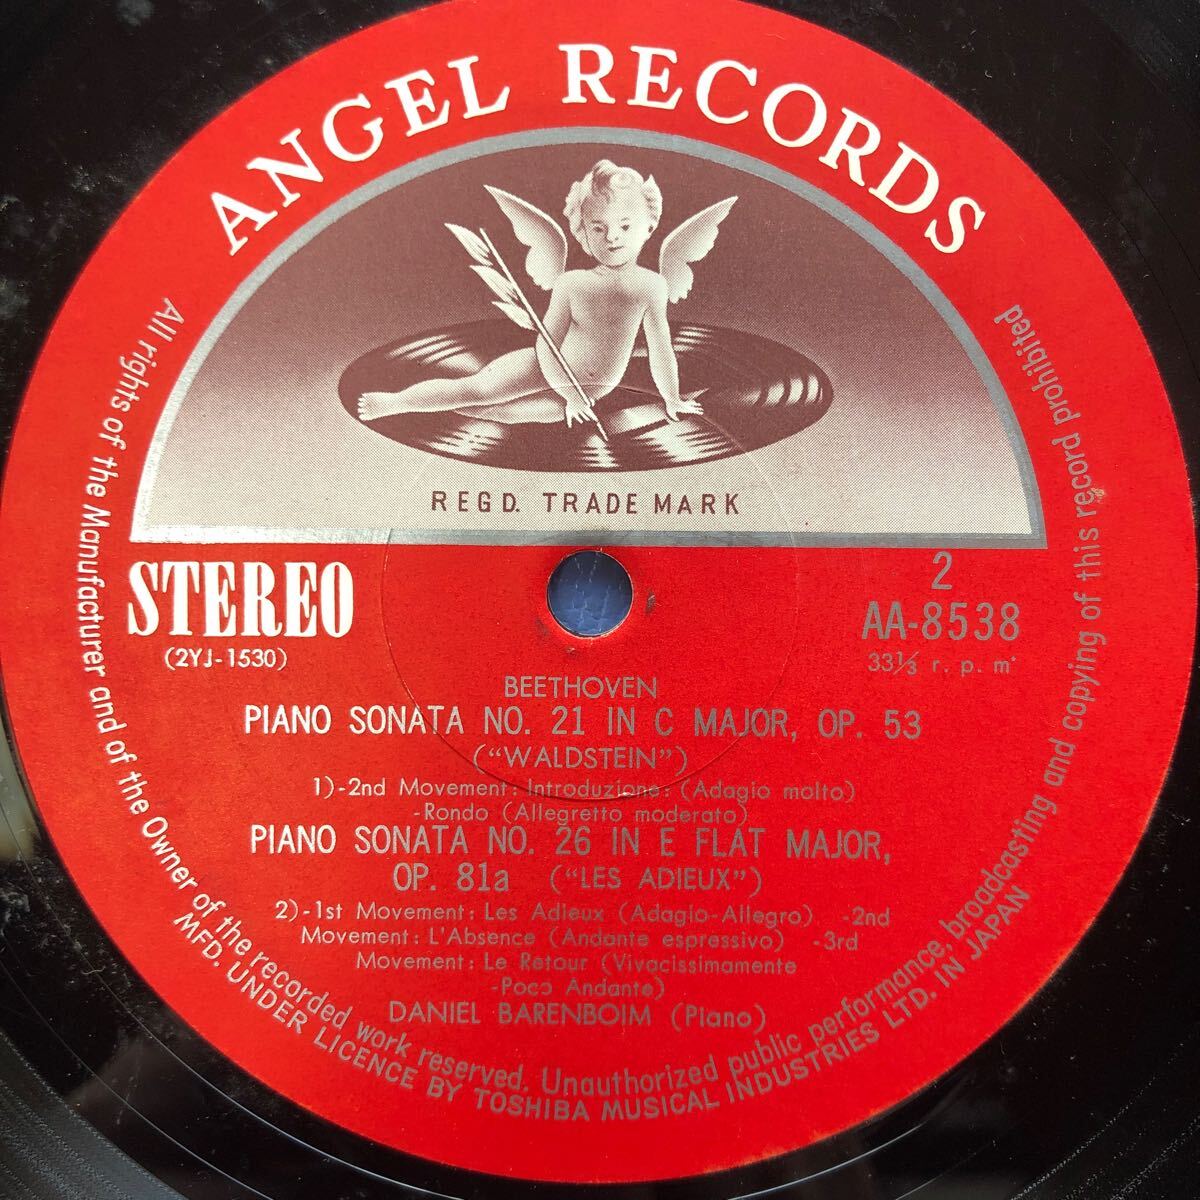 ANGEL RECORDS
REGD. TRADE MARK
STEREO
(2YJ-1530)
2
AA-8538
33⅓ r. p. m.
BEETHOVEN
PIANO SONATA NO. 21 IN C MAJOR, OP. 53
("WALDSTEIN")
1)-2nd Movement: Introduzione: (Adagio molto)
-Rondo (Allegretto moderato)
PIANO SONATA NO. 26 IN E FLAT MAJOR,
OP. 81a ("LES ADIEUX")
2)-1st Movement: Les Adieux (Adagio-Allegro) -2nd
Movement: L'Absence (Andante espressivo) -3rd
Movement: Le Retour (Vivacissimamente
-Poco Andante)
DANIEL BARENBOIM (Piano)
All rights of the Manufacturer and of the Owner of the recorded work reserved. Unauthorized public performance, broadcasting and copying of this record prohibited
MFD. UNDER LICENCE BY TOSHIBA MUSICAL INDUSTRIES LTD. IN JAPAN